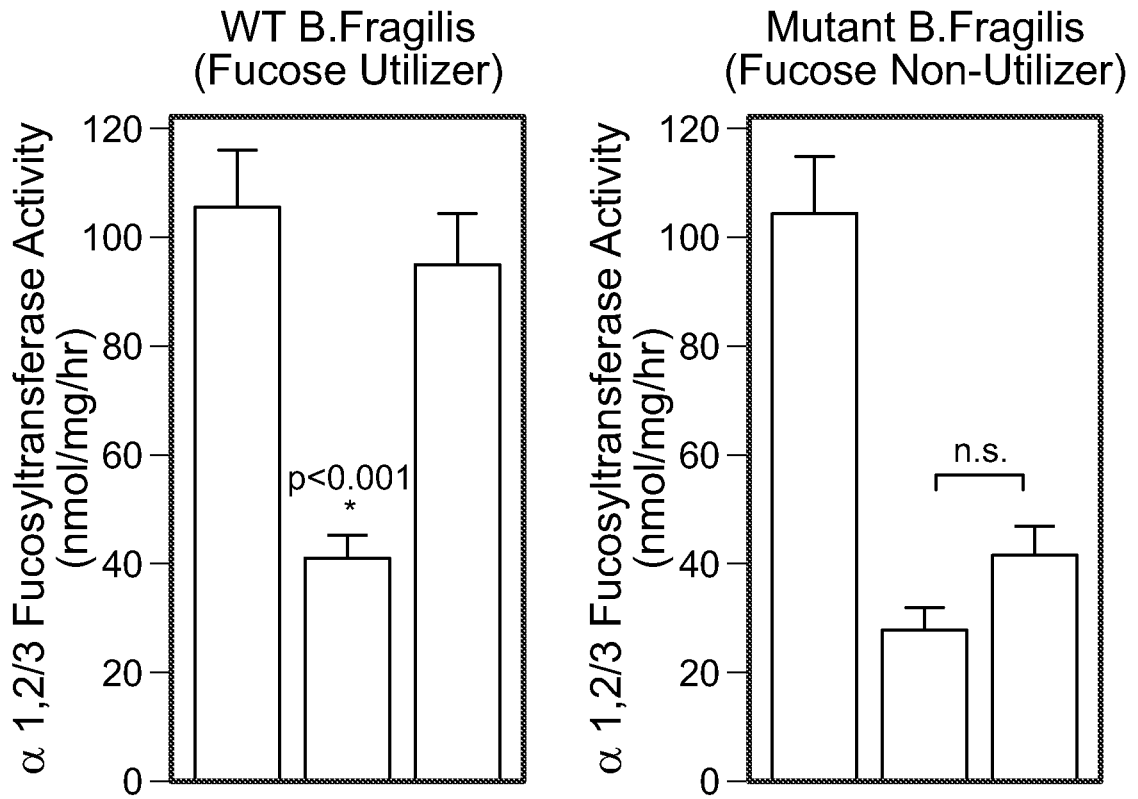 WT B.Fragilis
(Fucose Utilizer)
α 1,2/3 Fucosyltransferase Activity
(nmol/mg/hr)
120
100
80
60
40
20
0
p<0.001
*
Mutant B.Fragilis
(Fucose Non-Utilizer)
α 1,2/3 Fucosyltransferase Activity
(nmol/mg/hr)
120
100
80
60
40
20
0
n.s.